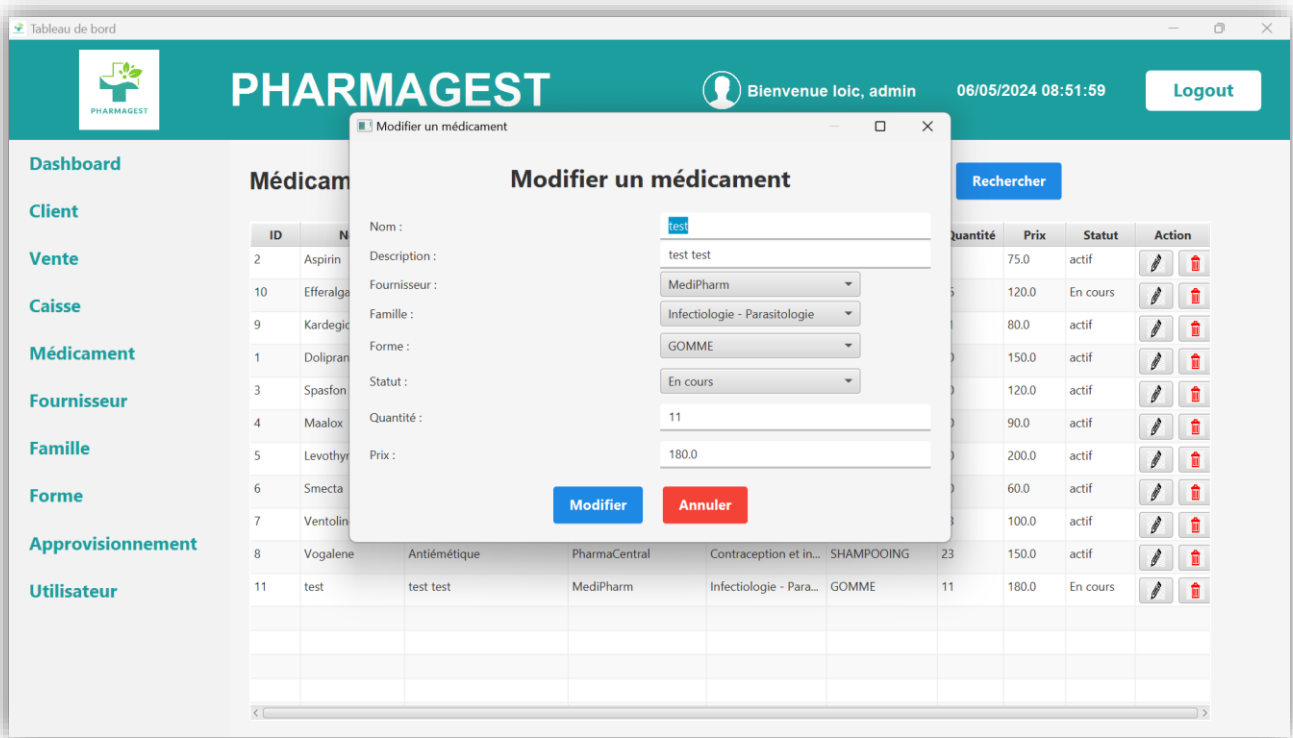 Tableau de bord
PHARMAGEST
PHARMAGEST
Bienvenue loic, admin
06/05/2024 08:51:59
Logout
Dashboard
Client
Vente
Caisse
Médicament
Fournisseur
Famille
Forme
Approvisionnement
Utilisateur
Médicam
Rechercher
Modifier un médicament
Modifier un médicament
Nom : test
Description : test test
Fournisseur : MediPharm
Famille : Infectiologie - Parasitologie
Forme : GOMME
Statut : En cours
Quantité : 11
Prix : 180.0
Modifier Annuler
ID N Quantité Prix Statut Action
2 Aspirin 75.0 actif
10 Efferalga 120.0 En cours
9 Kardegic 80.0 actif
1 Dolipran 150.0 actif
3 Spasfon 120.0 actif
4 Maalox 90.0 actif
5 Levothyr 200.0 actif
6 Smecta 60.0 actif
7 Ventolin 100.0 actif
8 Vogalene Antiémétique PharmaCentral Contraception et in... SHAMPOOING 23 150.0 actif
11 test test test MediPharm Infectiologie - Para... GOMME 11 180.0 En cours